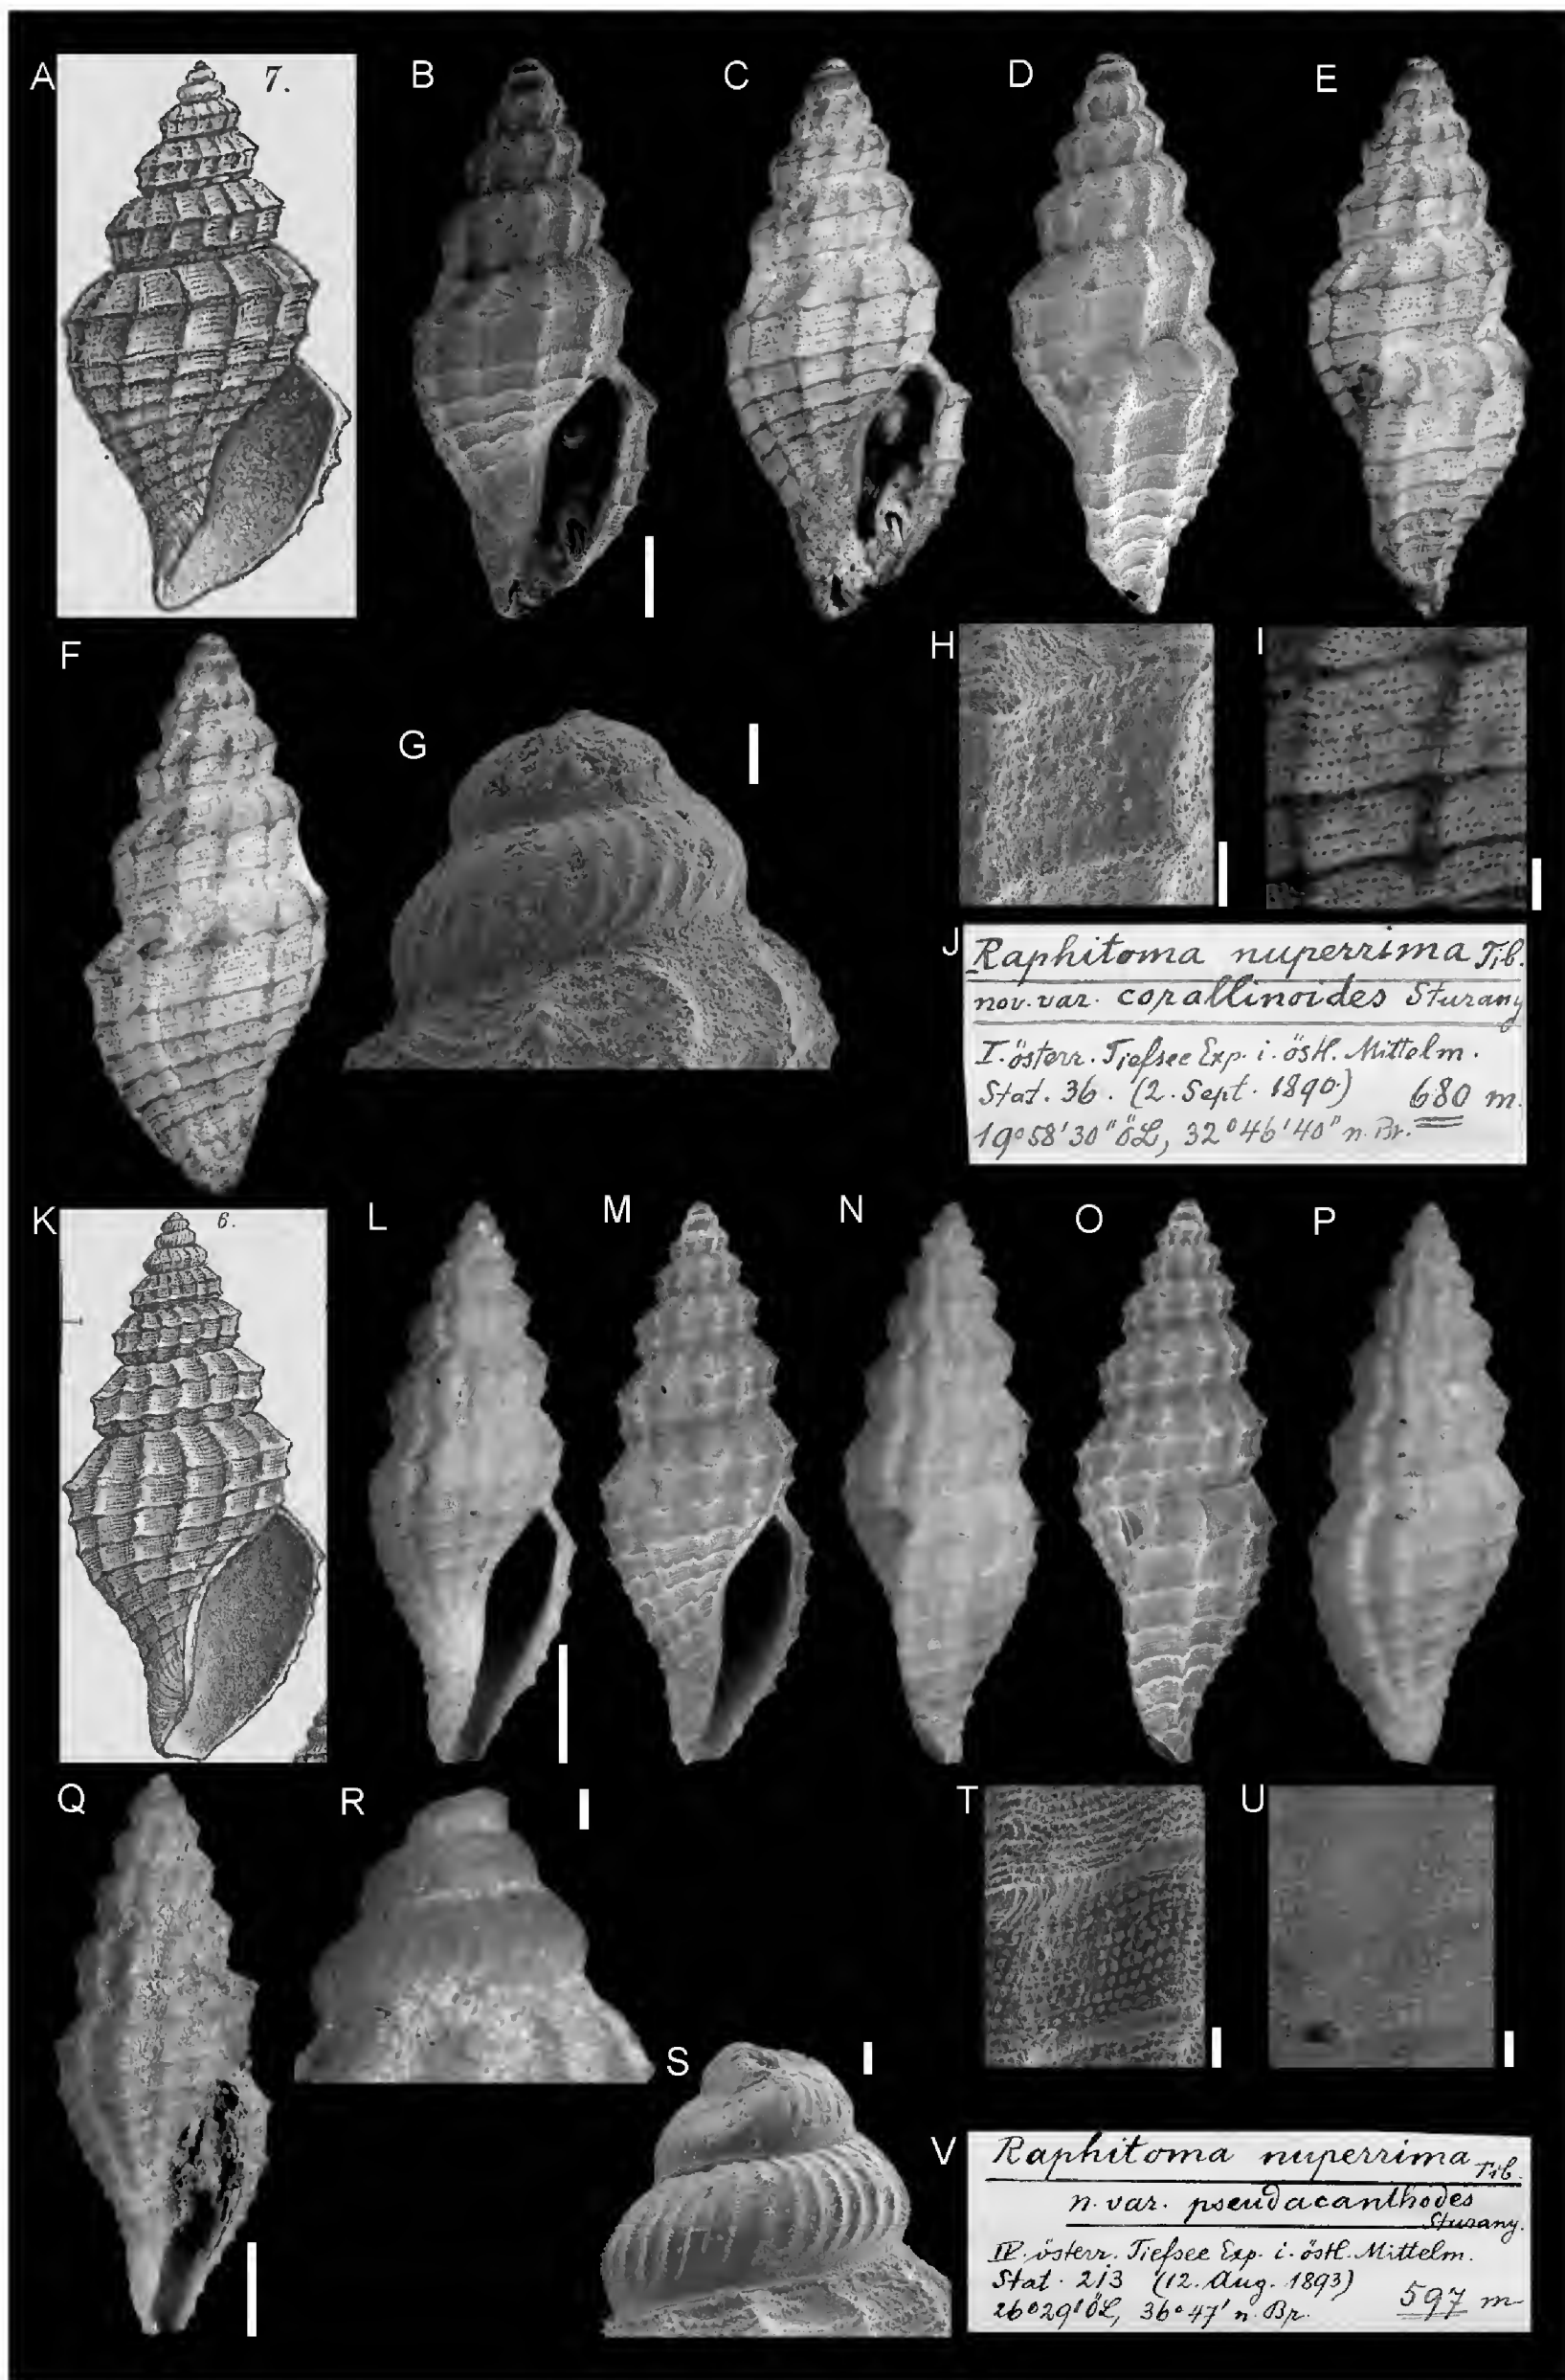 A
7.
B
C
D
E
F
G
H
I
J
Raphitoma nuperrima Tib.
nov. var. corallinoides Sturany
I. österr. Tiefsee Exp. i. östl. Mittelm.
Stat. 36. (2. Sept. 1890) 680 m.
19°58'30" ÖL, 32°46'40" n. Br.
K
6.
L
M
N
O
P
Q
R
S
T
U
V
Raphitoma nuperrima Tib.
n. var. pseudacanthodes
Sturany.
IV. österr. Tiefsee Exp. i. östl. Mittelm.
Stat. 213 (12. Aug. 1893) 597 m
26°29' ÖL, 36°47' n. Br.